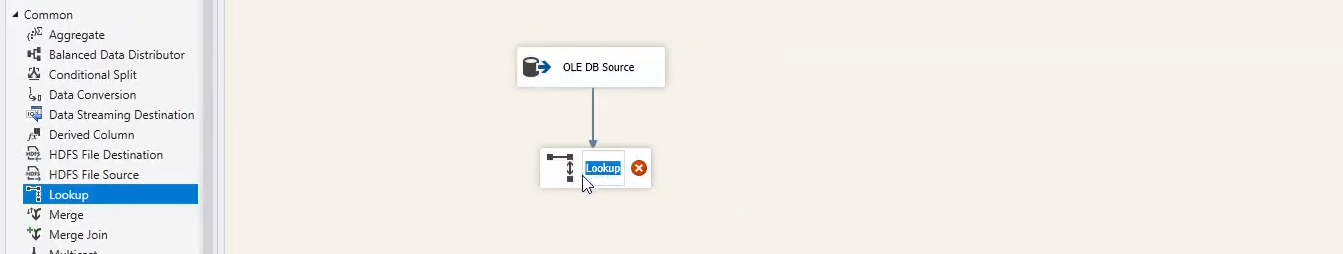 Common
Aggregate
Balanced Data Distributor
Conditional Split
Data Conversion
Data Streaming Destination
Derived Column
HDFS File Destination
HDFS File Source
Lookup
Merge
Merge Join
Multicast
OLE DB Source
Lookup